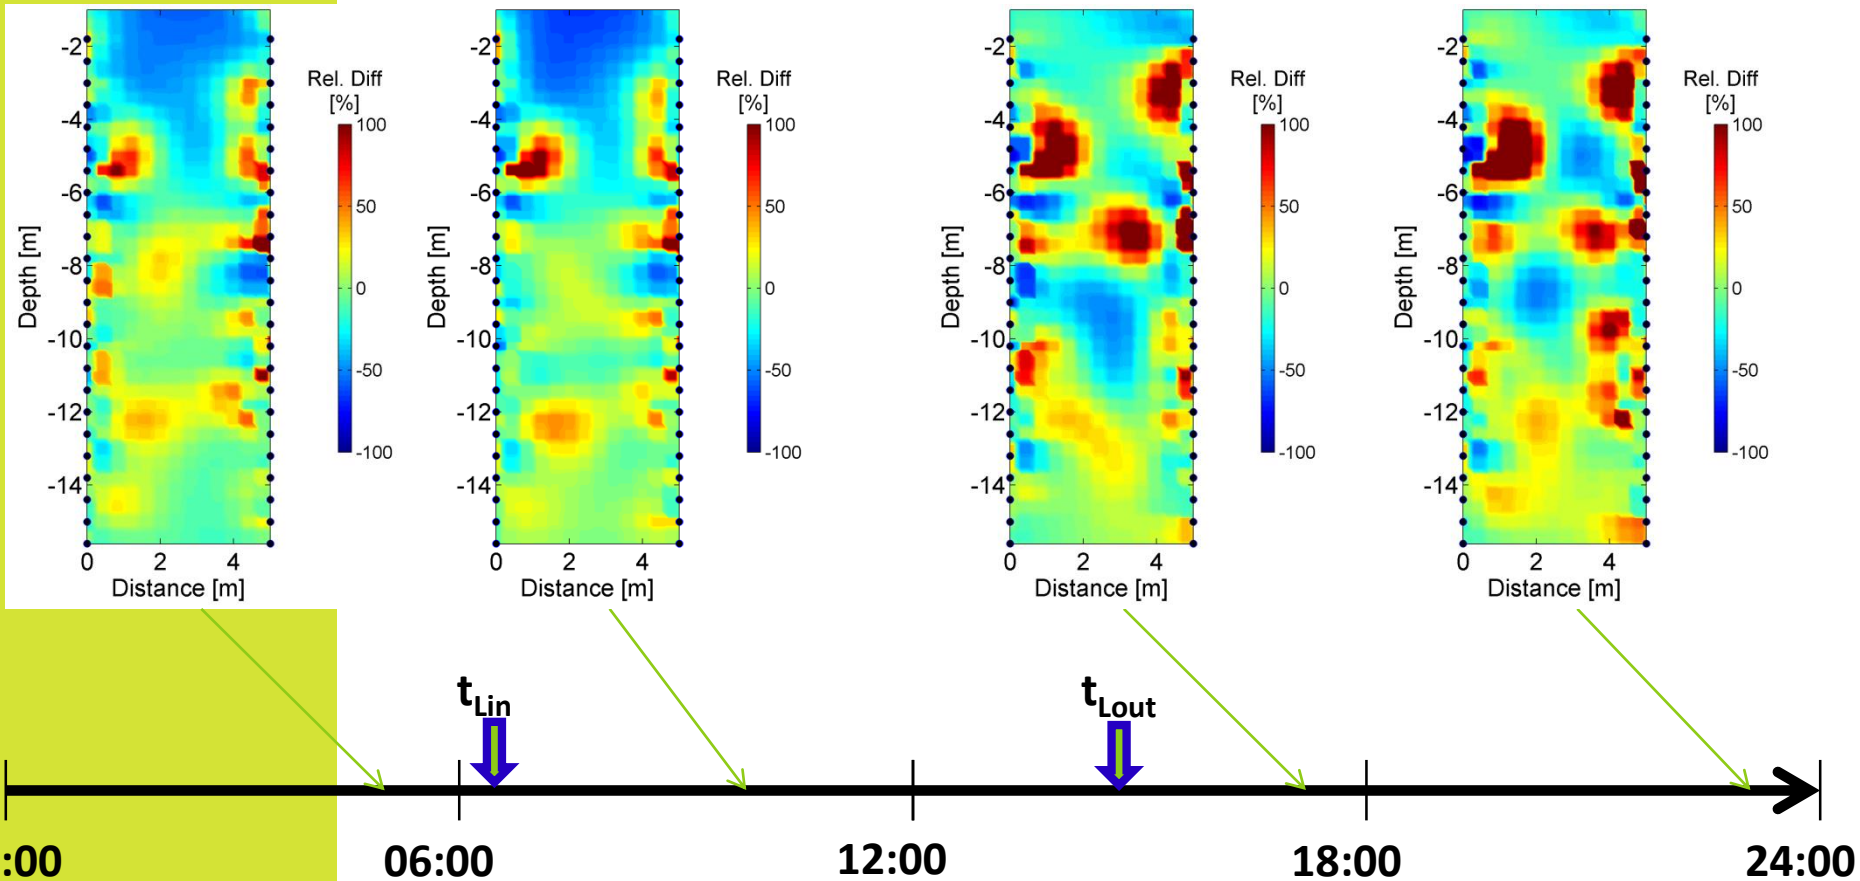 Rel. Diff
[%]
100
50
0
-50
-100
Depth [m]
-2
-4
-6
-8
-10
-12
-14
0 2 4
Distance [m]
Rel. Diff
[%]
100
50
0
-50
-100
Depth [m]
-2
-4
-6
-8
-10
-12
-14
0 2 4
Distance [m]
Rel. Diff
[%]
100
50
0
-50
-100
Depth [m]
-2
-4
-6
-8
-10
-12
-14
0 2 4
Distance [m]
Rel. Diff
[%]
100
50
0
-50
-100
Depth [m]
-2
-4
-6
-8
-10
-12
-14
0 2 4
Distance [m]
tLin
tLout
:00 06:00 12:00 18:00 24:00